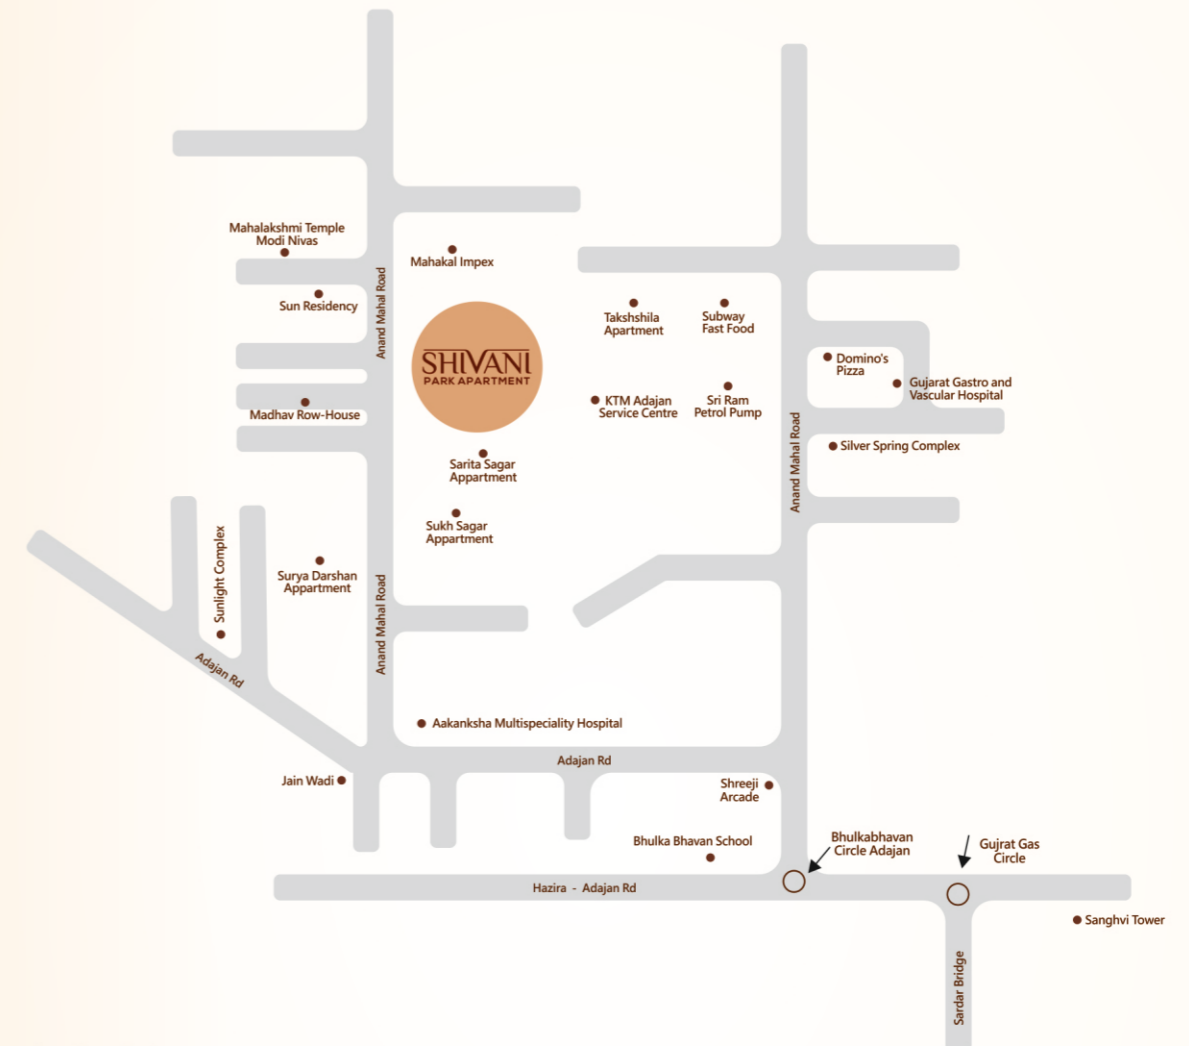 Mahalakshmi Temple
Modi Nivas
Mahakal Impex
Anand Mahal Road
Sun Residency
SHIVANI
PARK APARTMENT
Takshshila
Apartment
Subway
Fast Food
Domino's
Pizza
Gujarat Gastro and
Vascular Hospital
Madhav Row-House
KTM Adajan
Service Centre
Sri Ram
Petrol Pump
Anand Mahal Road
Silver Spring Complex
Sarita Sagar
Appartment
Sukh Sagar
Appartment
Sunlight Complex
Surya Darshan
Appartment
Anand Mahal Road
Adajan Rd
Aakanksha Multispeciality Hospital
Adajan Rd
Jain Wadi
Shreeji
Arcade
Bhulka Bhavan School
Bhulkabhavan
Circle Adajan
Gujrat Gas
Circle
Hazira - Adajan Rd
Sanghvi Tower
Sardar Bridge